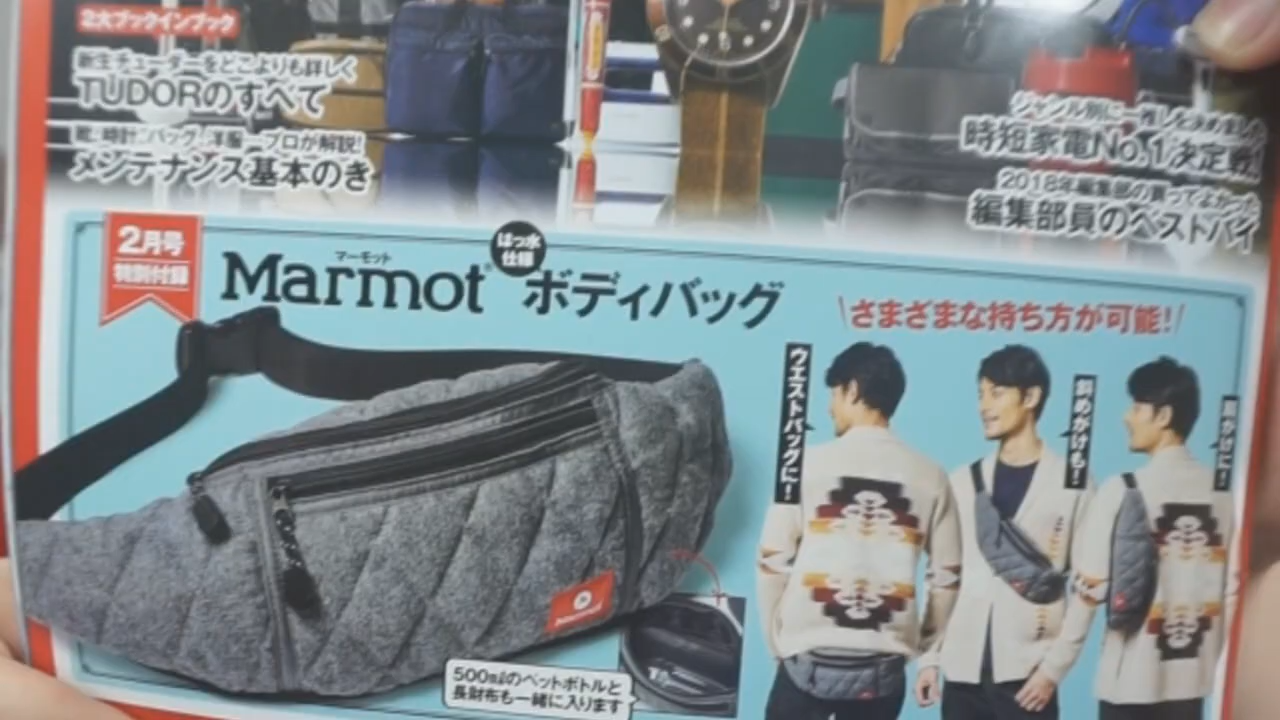 2大ブックインブック
新生チューダーをどこよりも詳しく
TUDORのすべて
靴、時計、バッグ、洋服…プロが解説!
メンテナンス基本のき
ジャンル別に一推しを決めました
時短家電No.1決定戦
2018年編集部の買ってよかった
編集部員のベストバイ
2月号
特別付録
マーモット
Marmot
はっ水
仕様
ボディバッグ
さまざまな持ち方が可能!
ウエストバッグに!
斜めがけも!
肩がけに!
500mlのペットボトルと
長財布も一緒に入ります